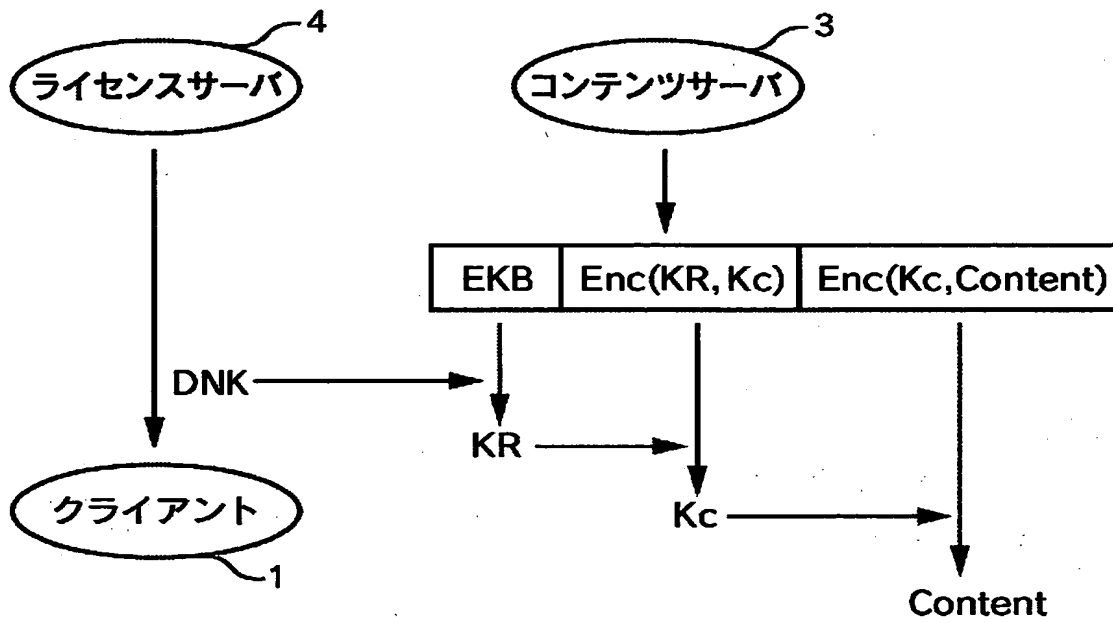 4
ライセンスサーバ
3
コンテンツサーバ
EKB
Enc(KR,Kc)
Enc(Kc,Content)
DNK
KR
クライアント
1
Kc
Content